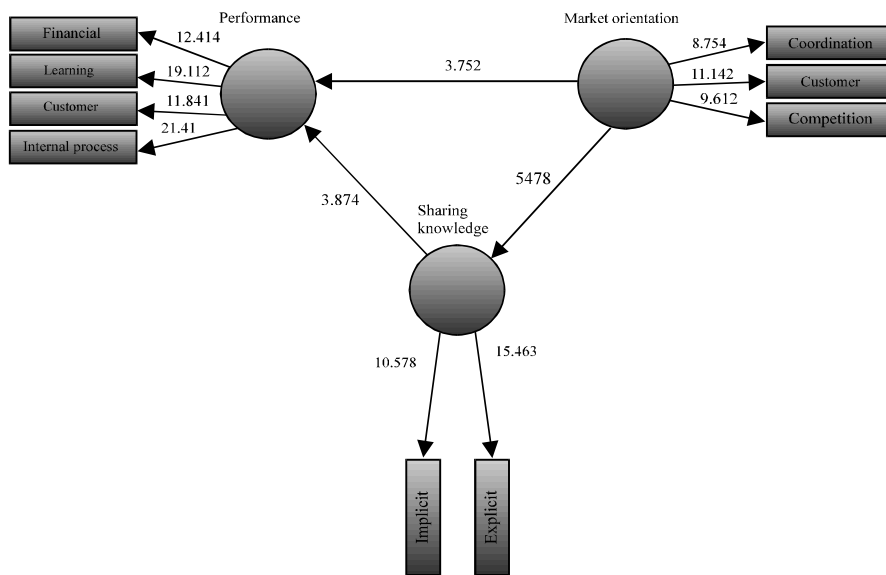 Performance
Market orientation
Financial
12.414
8.754
Coordination
Learning
19.112
3.752
11.142
Customer
Customer
11.841
9.612
Competition
Internal process
21.41
5478
3.874
Sharing
knowledge
10.578
15.463
Implicit
Explicit